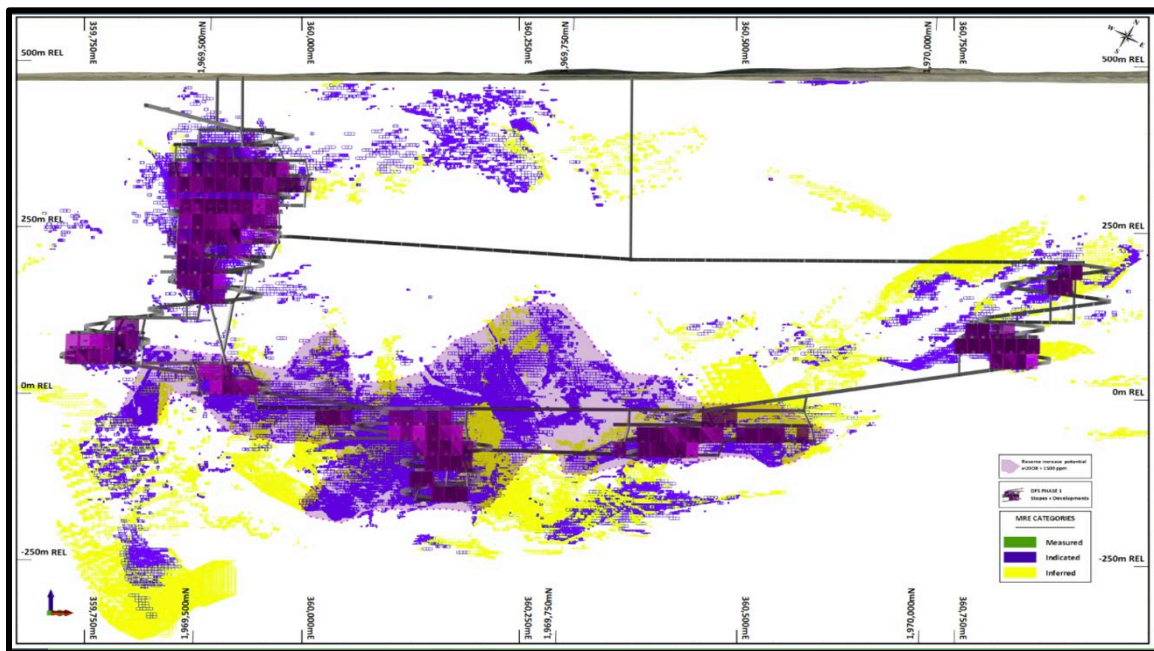 359,750mE
1,969,500mN
360,000mE
360,250mE
1,969,750mN
360,500mE
1,970,000mN
360,750mE
N
W
E
S
500m REL
500m REL
250m REL
250m REL
0m REL
0m REL
-250m REL
-250m REL
Reserve increase potential
DFS PHASE 1
Stopes + Developments
MRE CATEGORIES
Measured
Indicated
Inferred
359,750mE
1,969,500mN
360,000mE
360,250mE
1,969,750mN
360,500mE
1,970,000mN
360,750mE